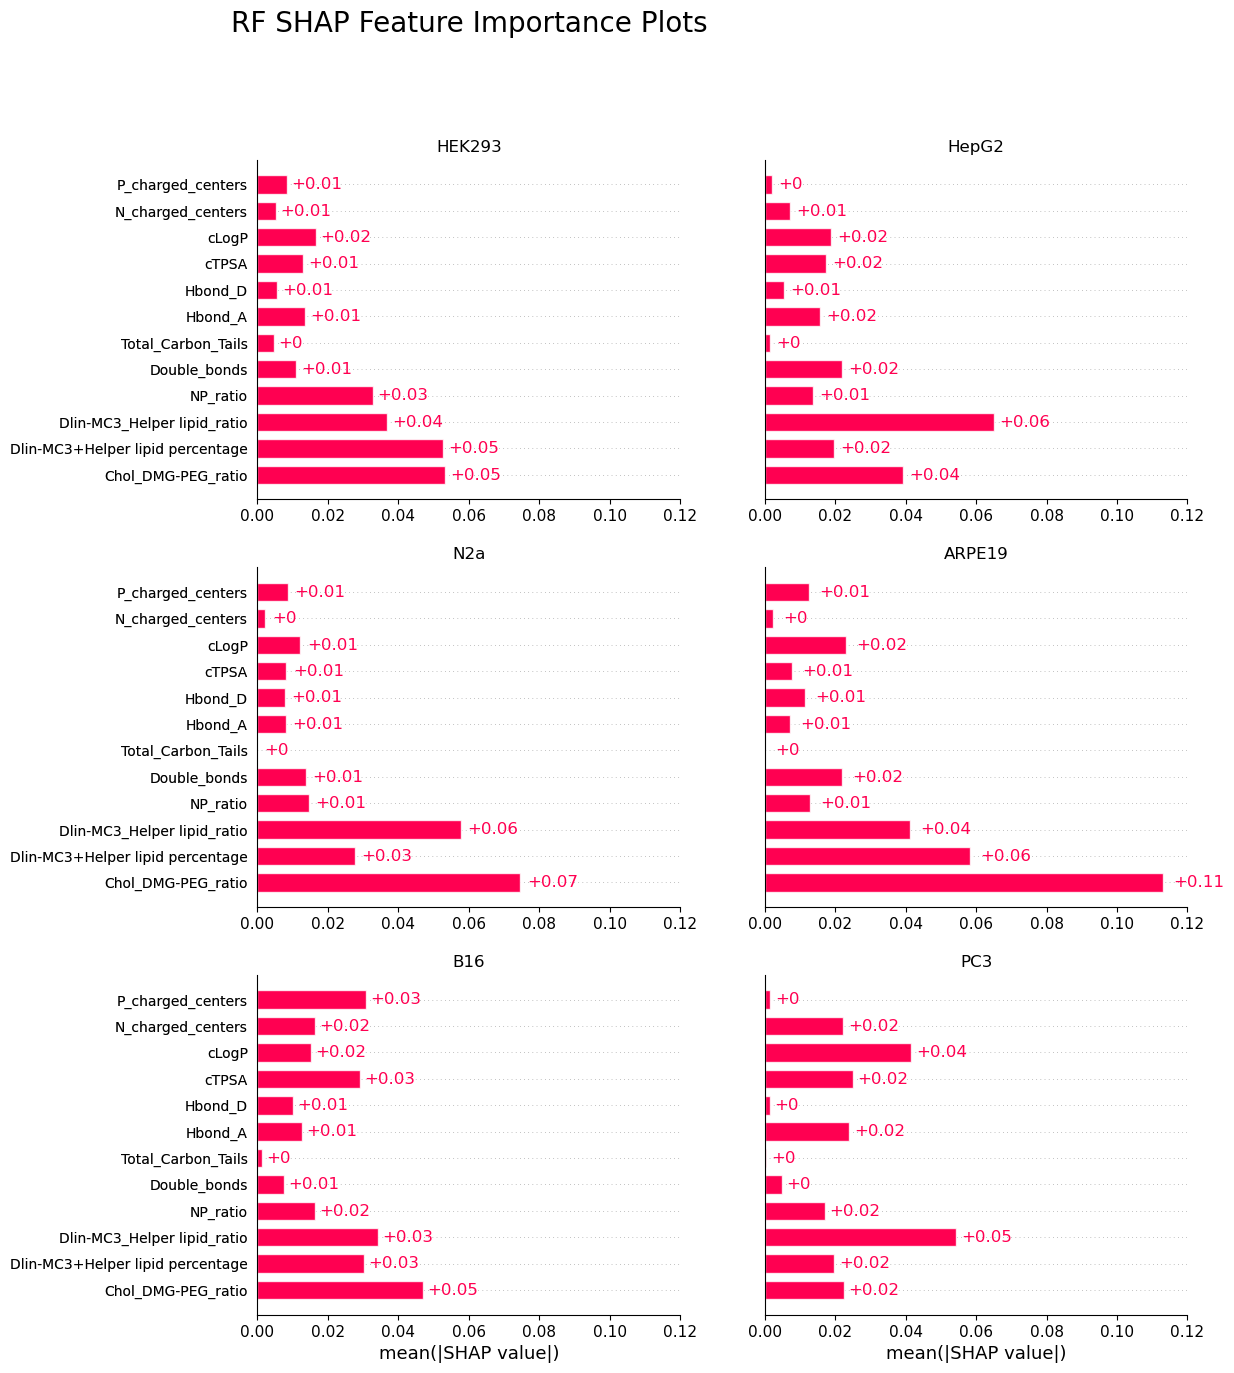 RF SHAP Feature Importance Plots
HEK293
P_charged_centers +0.01
N_charged_centers +0.01
cLogP +0.02
cTPSA +0.01
Hbond_D +0.01
Hbond_A +0.01
Total_Carbon_Tails +0
Double_bonds +0.01
NP_ratio +0.03
Dlin-MC3_Helper lipid_ratio +0.04
Dlin-MC3+Helper lipid percentage +0.05
Chol_DMG-PEG_ratio +0.05
0.00 0.02 0.04 0.06 0.08 0.10 0.12
HepG2
+0
+0.01
+0.02
+0.02
+0.01
+0.02
+0
+0.02
+0.01
+0.06
+0.02
+0.04
0.00 0.02 0.04 0.06 0.08 0.10 0.12
N2a
P_charged_centers +0.01
N_charged_centers +0
cLogP +0.01
cTPSA +0.01
Hbond_D +0.01
Hbond_A +0.01
Total_Carbon_Tails +0
Double_bonds +0.01
NP_ratio +0.01
Dlin-MC3_Helper lipid_ratio +0.06
Dlin-MC3+Helper lipid percentage +0.03
Chol_DMG-PEG_ratio +0.07
0.00 0.02 0.04 0.06 0.08 0.10 0.12
ARPE19
+0.01
+0
+0.02
+0.01
+0.01
+0.01
+0
+0.02
+0.01
+0.04
+0.06
+0.11
0.00 0.02 0.04 0.06 0.08 0.10 0.12
B16
P_charged_centers +0.03
N_charged_centers +0.02
cLogP +0.02
cTPSA +0.03
Hbond_D +0.01
Hbond_A +0.01
Total_Carbon_Tails +0
Double_bonds +0.01
NP_ratio +0.02
Dlin-MC3_Helper lipid_ratio +0.03
Dlin-MC3+Helper lipid percentage +0.03
Chol_DMG-PEG_ratio +0.05
0.00 0.02 0.04 0.06 0.08 0.10 0.12
mean(|SHAP value|)
PC3
+0
+0.02
+0.04
+0.02
+0
+0.02
+0
+0
+0.02
+0.05
+0.02
+0.02
0.00 0.02 0.04 0.06 0.08 0.10 0.12
mean(|SHAP value|)